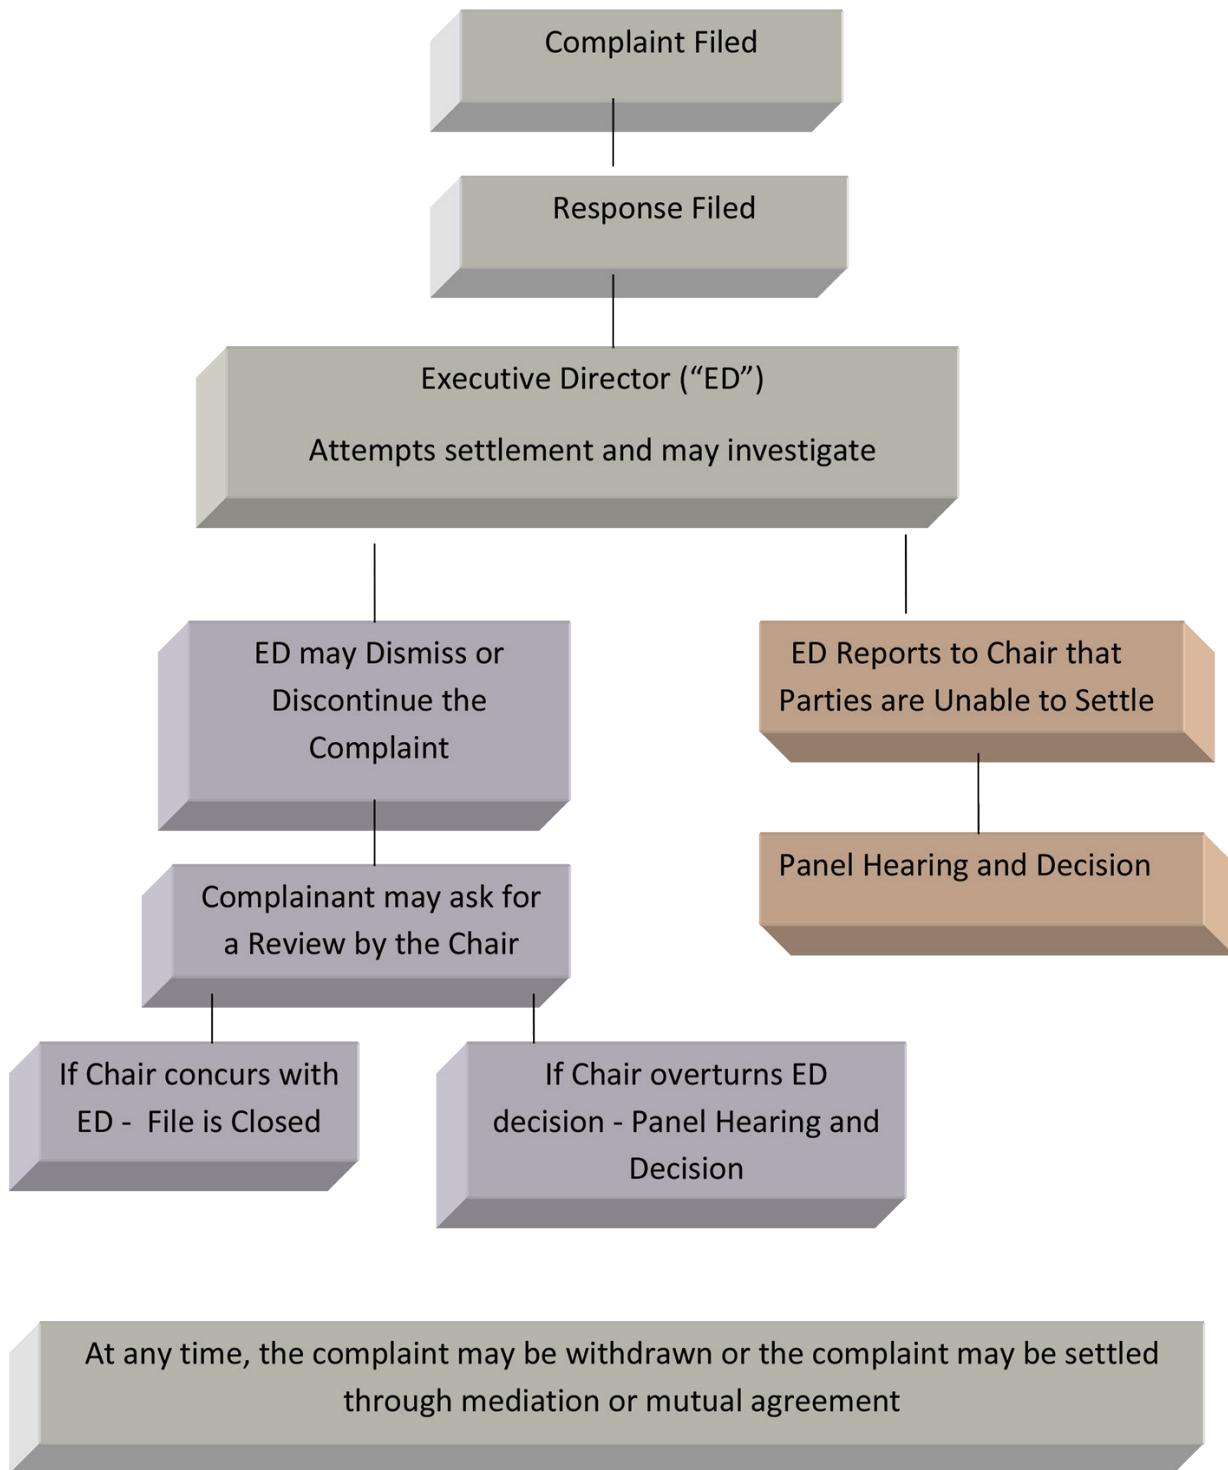 Complaint Filed
Response Filed
Executive Director (“ED”)
Attempts settlement and may investigate
ED may Dismiss or
Discontinue the
Complaint
Complainant may ask for
a Review by the Chair
If Chair concurs with
ED -  File is Closed
If Chair overturns ED
decision - Panel Hearing and
Decision
ED Reports to Chair that
Parties are Unable to Settle
Panel Hearing and Decision
At any time, the complaint may be withdrawn or the complaint may be settled
through mediation or mutual agreement